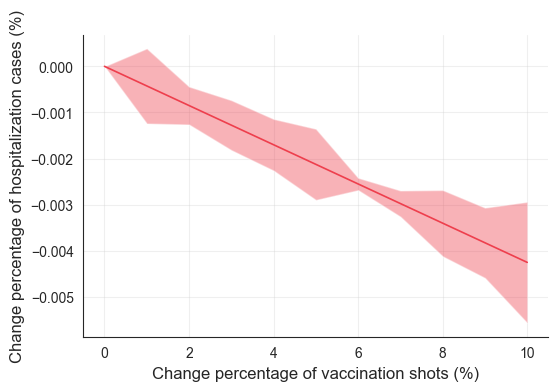 Change percentage of hospitalization cases (%)
0.000
−0.001
−0.002
−0.003
−0.004
−0.005
0 2 4 6 8 10
Change percentage of vaccination shots (%)